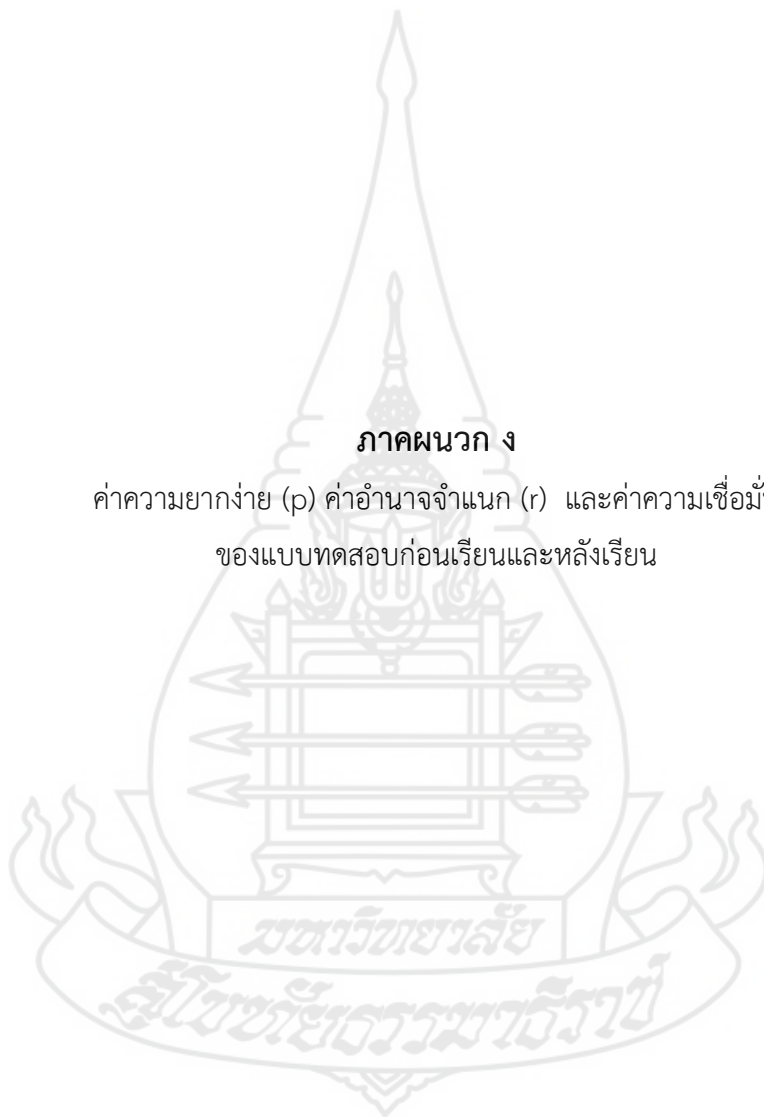 ภาคผนวก ง
ค่าความยากง่าย (p) ค่าอำนาจจำแนก (r) และค่าความเชื่อมั่
ของแบบทดสอบก่อนเรียนและหลังเรียน
มหาวิทยาลัย
สุโขทัยธรรมาธิราช